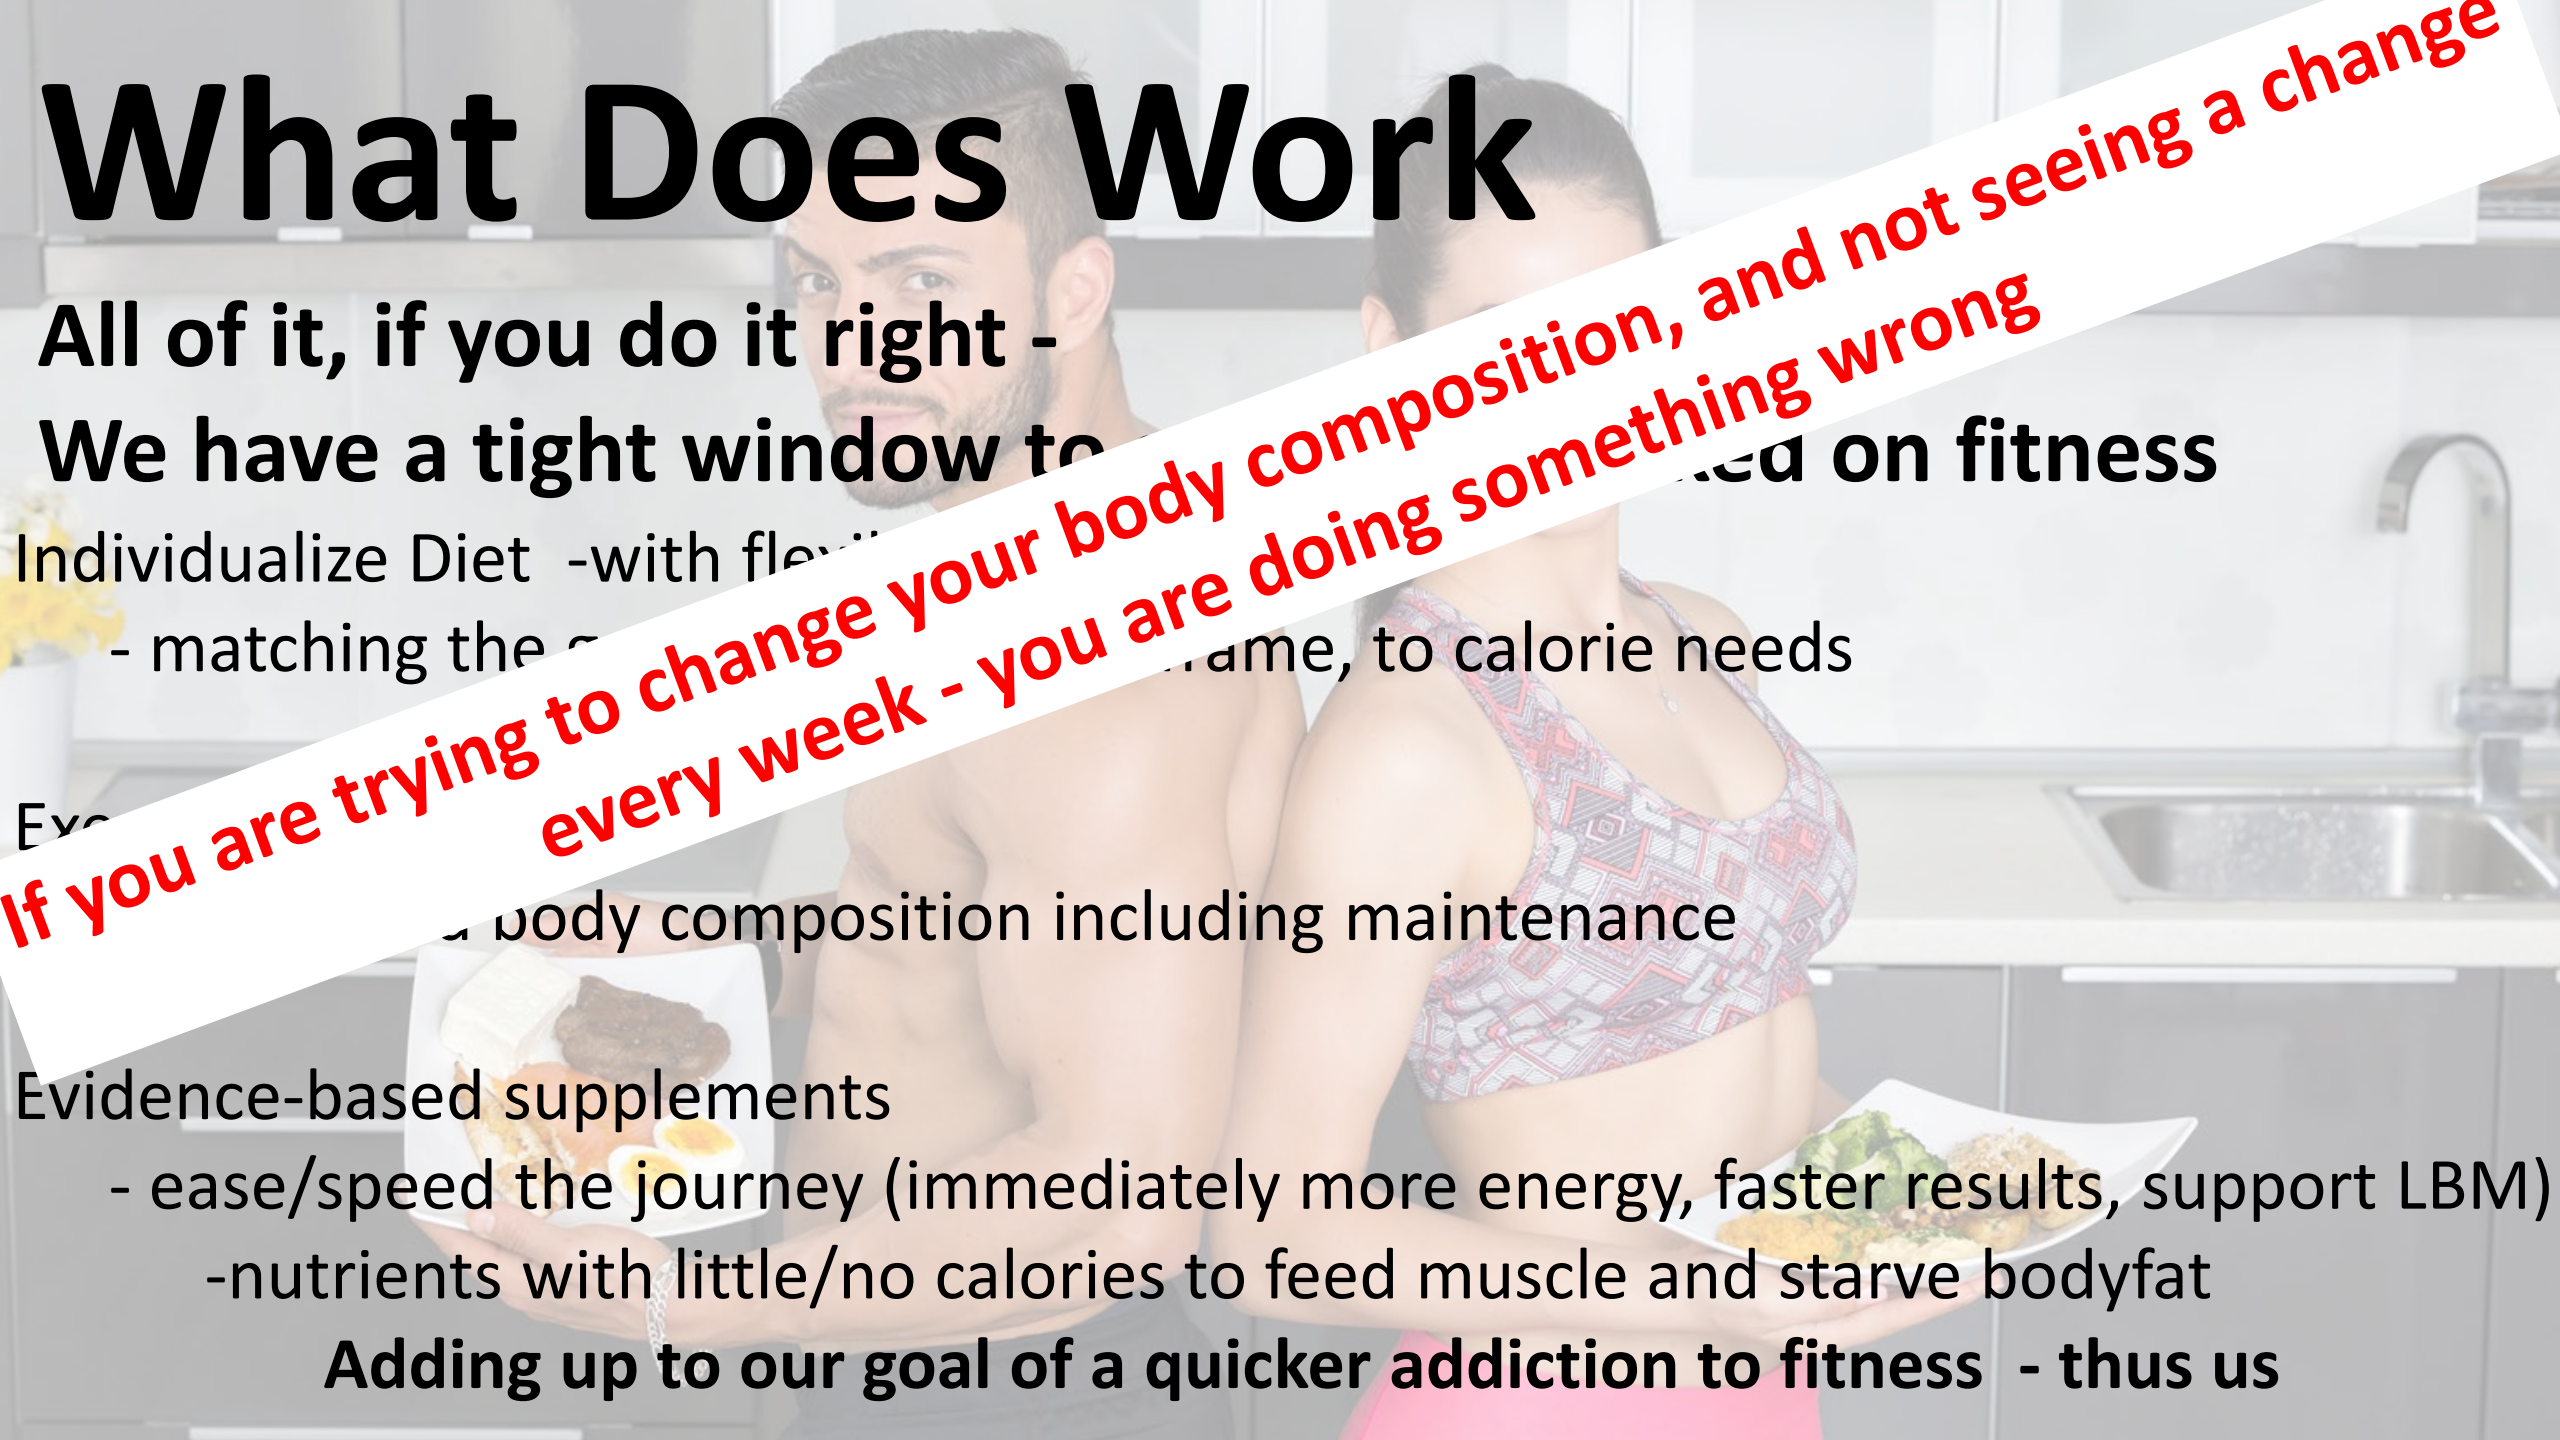 What Does Work
All of it, if you do it right -
We have a tight window to on fitness
Individualize Diet -with
- matching the to calorie needs
body composition including maintenance
If you are trying to change your body composition, and not seeing a change
every week - you are doing something wrong
Evidence-based supplements
- ease/speed the journey (immediately more energy, faster results, support LBM)
-nutrients with little/no calories to feed muscle and starve bodyfat
Adding up to our goal of a quicker addiction to fitness - thus us